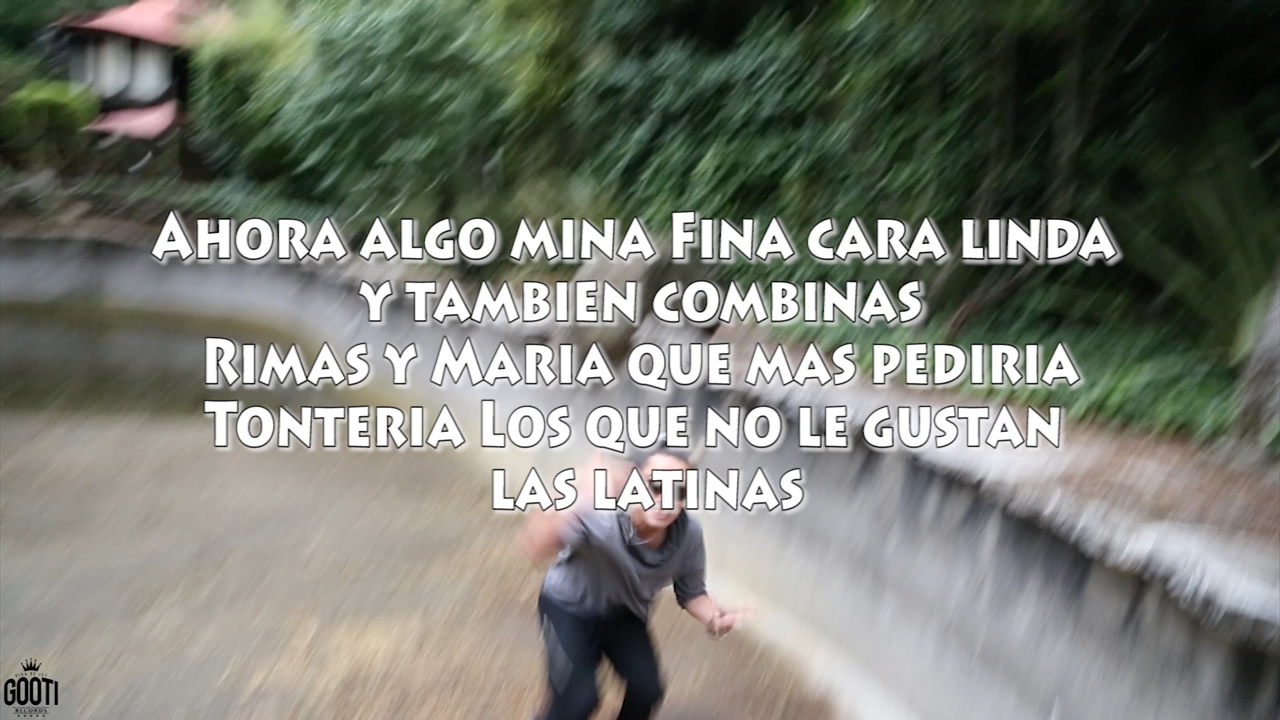 Ahora algo mina Fina cara linda
y tambien combinas
Rimas y Maria que mas pediria
Tonteria Los que no le gustan
las latinas
GOOTI
RECORDS